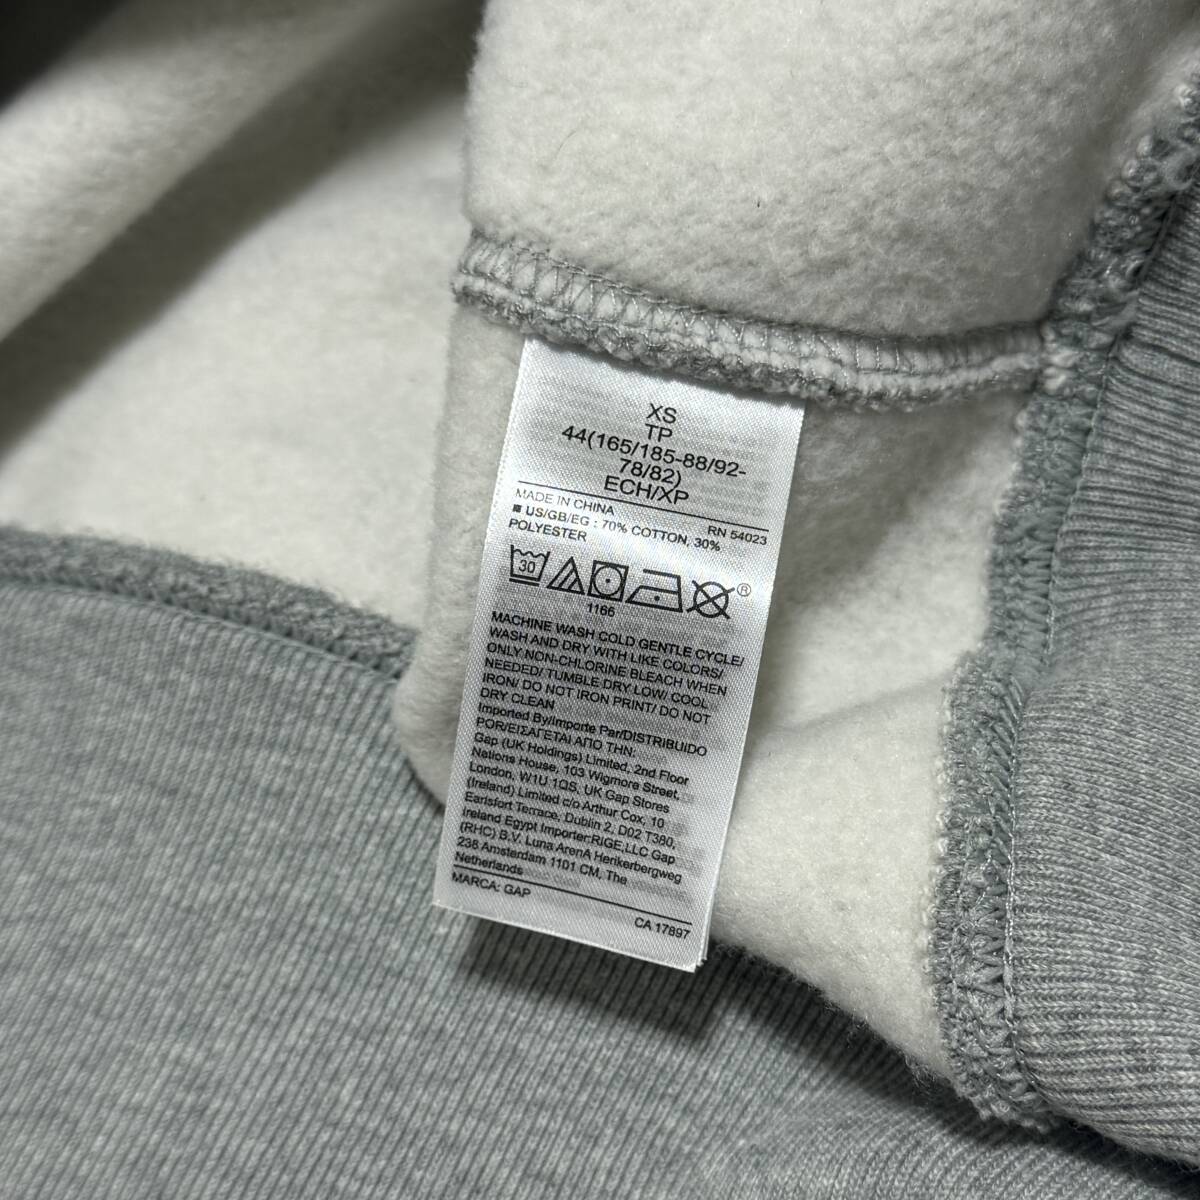 XS
TP
44(165/185-88/92-
78/82)
ECH/XP
MADE IN CHINA RN 54023
■ US/GB/EG : 70% COTTON, 30%
POLYESTER
30
®
1166
MACHINE WASH COLD GENTLE CYCLE/
WASH AND DRY WITH LIKE COLORS/
ONLY NON-CHLORINE BLEACH WHEN
NEEDED/ TUMBLE DRY LOW/ COOL
IRON/ DO NOT IRON PRINT/ DO NOT
DRY CLEAN
Imported By/Importe Par/DISTRIBUIDO
POR/ΕΙΣΑΓΕΤΑΙ ΑΠΟ ΤΗΝ:
Gap (UK Holdings) Limited, 2nd Floor
Nations House, 103 Wigmore Street,
London, W1U 1QS, UK Gap Stores
(Ireland) Limited c/o Arthur Cox, 10
Earlsfort Terrace, Dublin 2, D02 T380,
Ireland Egypt Importer:RIGE,LLC Gap
(RHC) B.V. Luna ArenA Herikerbergweg
238 Amsterdam 1101 CM, The
Netherlands
MARCA: GAP
CA 17897